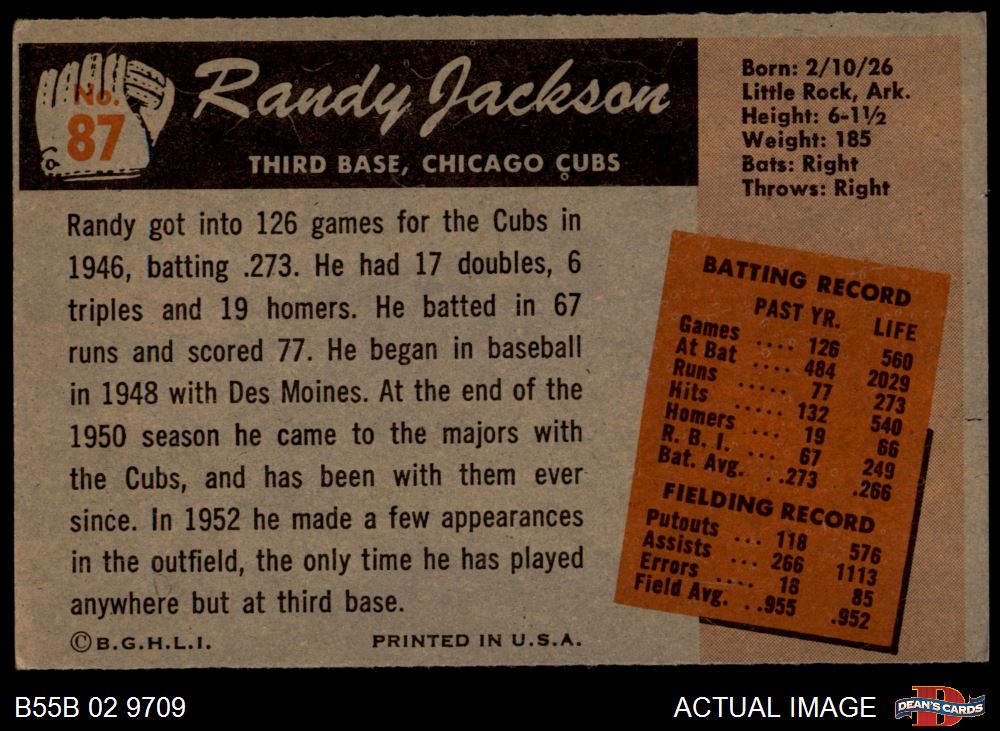 No.
87
Randy Jackson
THIRD BASE, CHICAGO CUBS
Born: 2/10/26
Little Rock, Ark.
Height: 6-1½
Weight: 185
Bats: Right
Throws: Right
Randy got into 126 games for the Cubs in
1946, batting .273. He had 17 doubles, 6
triples and 19 homers. He batted in 67
runs and scored 77. He began in baseball
in 1948 with Des Moines. At the end of the
1950 season he came to the majors with
the Cubs, and has been with them ever
since. In 1952 he made a few appearances
in the outfield, the only time he has played
anywhere but at third base.
©B.G.H.L.I. PRINTED IN U.S.A.
BATTING RECORD
PAST YR. LIFE
Games .... 126 560
At Bat .... 484 2029
Runs ..... 77 273
Hits ..... 132 540
Homers ... 19 66
R. B. I. ... 67 249
Bat. Avg. ..273 .266
FIELDING RECORD
Putouts ... 118 576
Assists ... 266 1113
Errors .... 18 85
Field Avg. ..955 .952
B55B 02 9709
ACTUAL IMAGE
DEAN'S CARDS